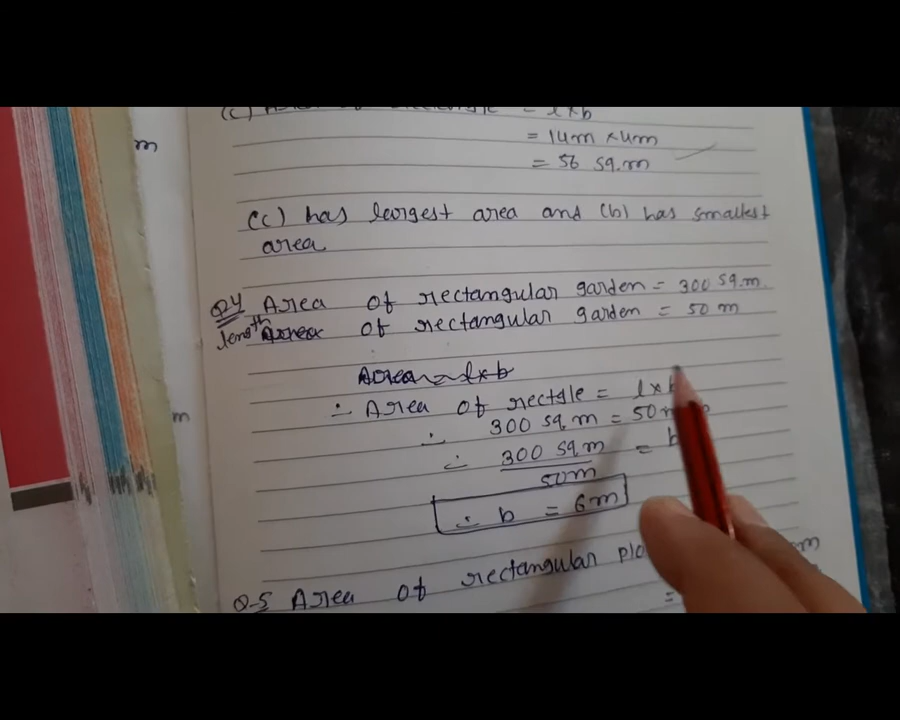 (c)
= l×b
= 14m ×4m
m
= 56 sq.m
(c) has largest area and (b) has smallest
area
Q4 Area of rectangular garden = 300 sq.m.
length of rectangular garden = 50 m
Area = l×b
∴ Area of rectgle = l×b
m
∴ 300 sq.m = 50
∴ 300 sq.m = b
50m
∴ b = 6m
Q-5 Area of rectangular
=